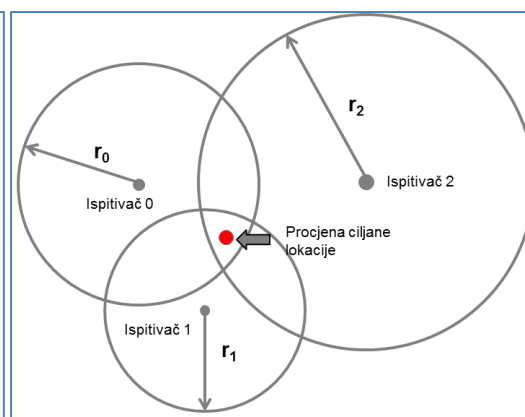 r2
r0
Ispitivač 2
Ispitivač 0
Procjena ciljane
lokacije
Ispitivač 1
r1